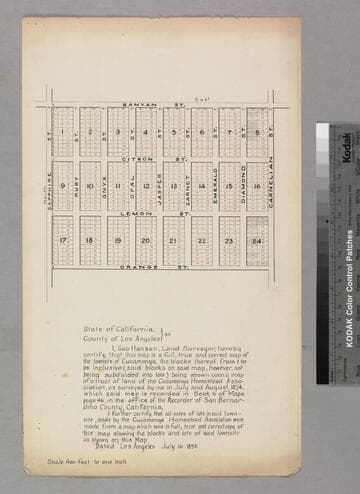 BANYAN ST.
1 2 3 4 5 6 7 8
CITRON ST.
SAPPHIRE ST.
RUBY ST.
ONYX ST.
OPAL ST.
JASPER ST.
GARNET ST.
EMERALD ST.
DIAMOND ST.
CARNELIAN ST.
9 10 11 12 13 14 15 16
LEMON ST.
17 18 19 20 21 22 23 24
ORANGE ST.
State of California,
County of Los Angeles } ss
I, Geo Hansen, Land Surveyor, hereby
certify that this map is a full, true and correct map of
the townsite of Cucamonga, the blocks thereof from 1 to
24 inclusive (said blocks on said map, however, not
being subdivided into lots) being shown upon a map
of a tract of land of the Cucamonga Homestead Asso-
ciation, as surveyed by me in July and August 1874.
which said map is recorded in Book 6 of Maps
page 46 in the office of the Recorder of San Bernar-
dino County, California.
I further certify that all sales of lots in said town-
site, made by the Cucamonga Homestead Association were
made from a map which was a full, true and correct copy of
this map showing the blocks and lots of said townsite
as shown on this Map
Dated Los Angeles July 10 1893.
Scale 400 feet to one inch
KODAK Color Control Patches
Kodak